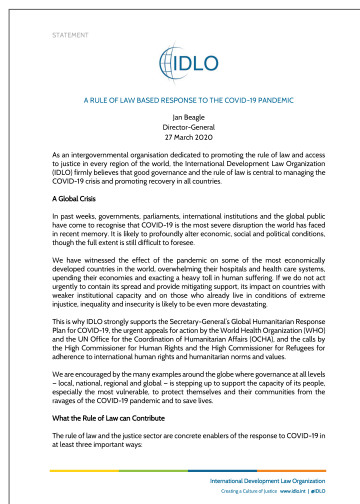 STATEMENT
IDLO
A RULE OF LAW BASED RESPONSE TO THE COVID-19 PANDEMIC
Jan Beagle
Director-General
27 March 2020
As an intergovernmental organisation dedicated to promoting the rule of law and access
to justice in every region of the world, the International Development Law Organization
(IDLO) firmly believes that good governance and the rule of law is central to managing the
COVID-19 crisis and promoting recovery in all countries.
A Global Crisis
In past weeks, governments, parliaments, international institutions and the global public
have come to recognise that COVID-19 is the most severe disruption the world has faced
in recent memory. It is likely to profoundly alter economic, social and political conditions,
though the full extent is still difficult to foresee.
We have witnessed the effect of the pandemic on some of the most economically
developed countries in the world, overwhelming their hospitals and health care systems,
upending their economies and exacting a heavy toll in human suffering. If we do not act
urgently to contain its spread and provide mitigating support, its impact on countries with
weaker institutional capacity and on those who already live in conditions of extreme
injustice, inequality and insecurity is likely to be even more devastating.
This is why IDLO strongly supports the Secretary-General's Global Humanitarian Response
Plan for COVID-19, the urgent appeals for action by the World Health Organization (WHO)
and the UN Office for the Coordination of Humanitarian Affairs (OCHA), and the calls by
the High Commissioner for Human Rights and the High Commissioner for Refugees for
adherence to international human rights and humanitarian norms and values.
We are encouraged by the many examples around the globe where governance at all levels
– local, national, regional and global – is stepping up to support the capacity of its people,
especially the most vulnerable, to protect themselves and their communities from the
ravages of the COVID-19 pandemic and to save lives.
What the Rule of Law can Contribute
The rule of law and the justice sector are concrete enablers of the response to COVID-19 in
at least three important ways:
International Development Law Organization
Creating a Culture of Justice www.idlo.int | @IDLO